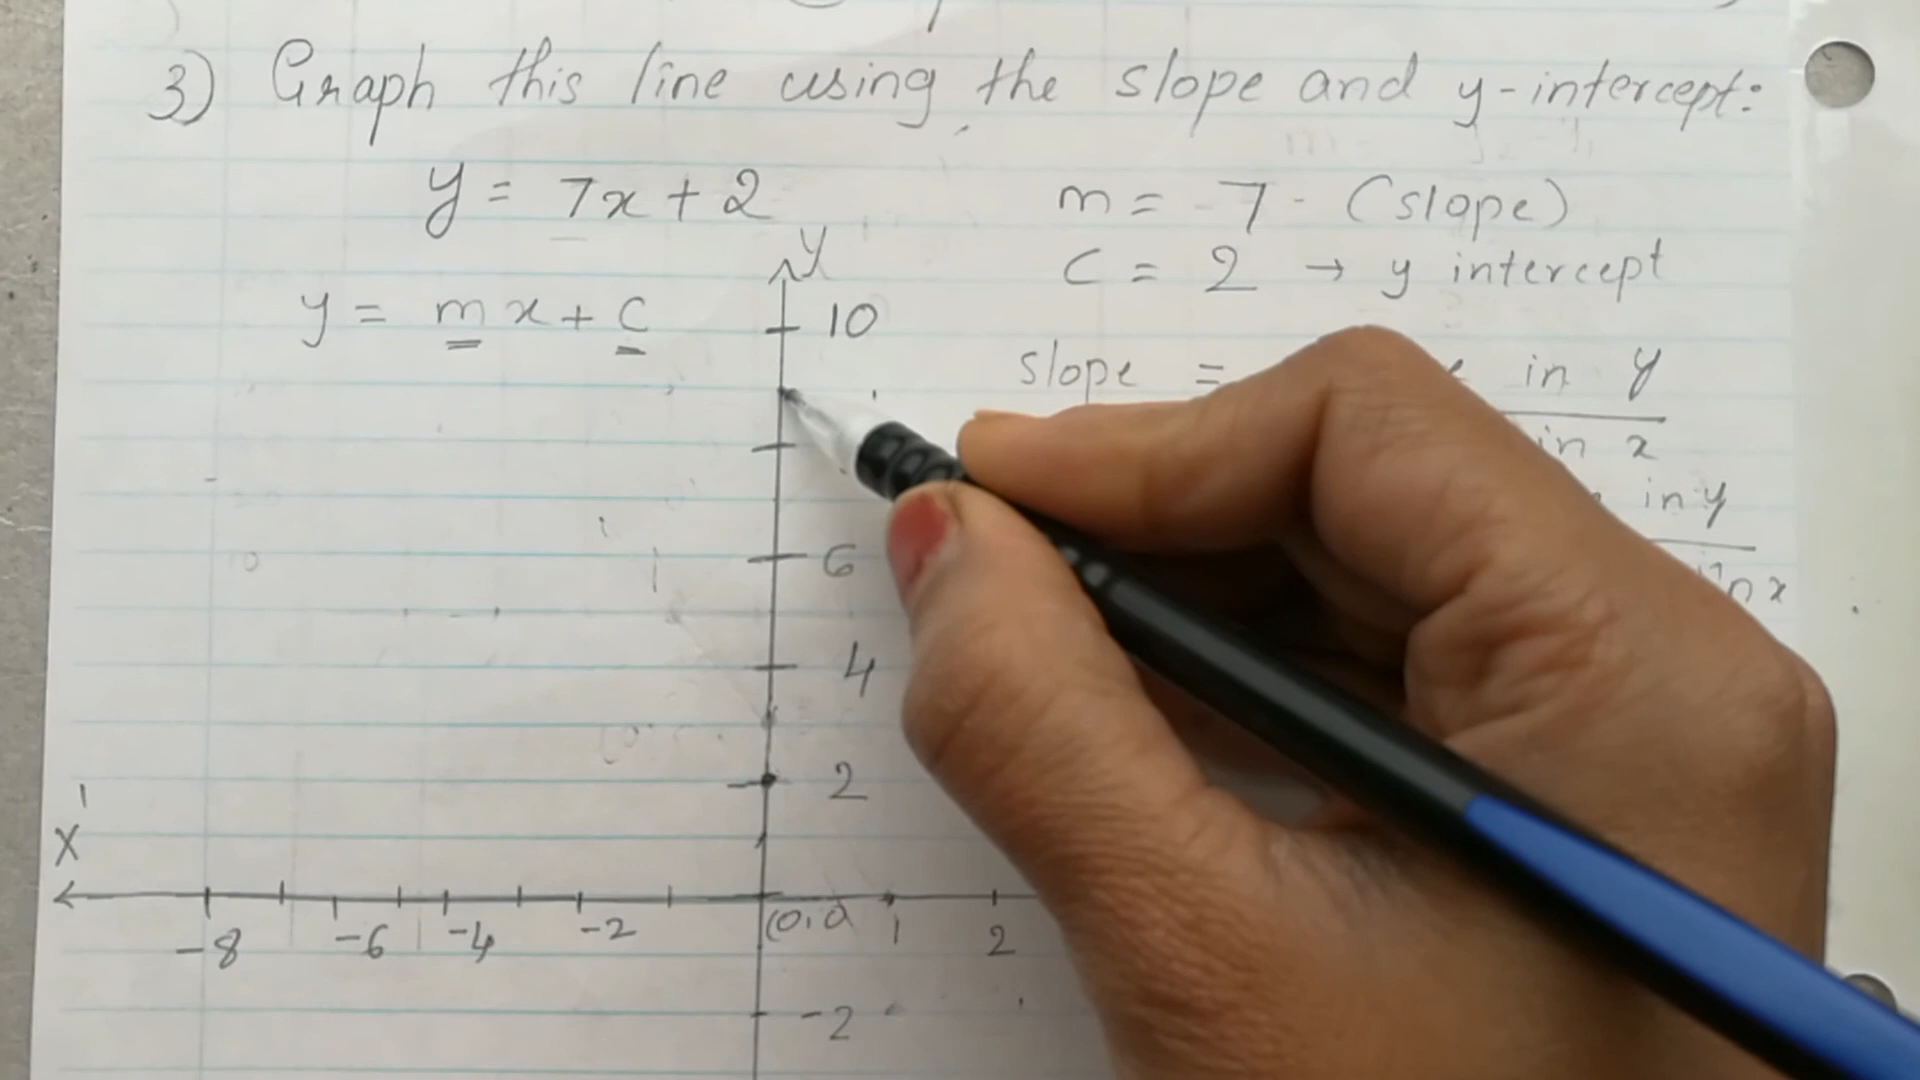 3) Graph this line using the slope and y-intercept:
y = 7x + 2
m = 7 - (slope)
c = 2 → y intercept
y = mx + c
slope = in y
in x
in y
in x
y
10
6
4
2
X'
-8 -6 -4 -2 (0,0 1 2
-2